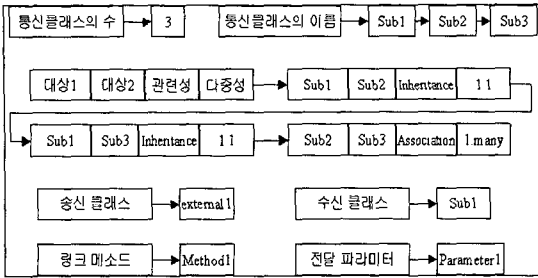 통신클래스의 수 3 통신클래스의 이름 Sub1 Sub2 Sub3
대상1 대상2 관련성 다중성 Sub1 Sub2 Inheritance 1 1
Sub1 Sub3 Inheritance 1 1 Sub2 Sub3 Association 1.many
송신 클래스 external1 수신 클래스 Sub1
링크 메소드 Method1 전달 파라미터 Parameter1